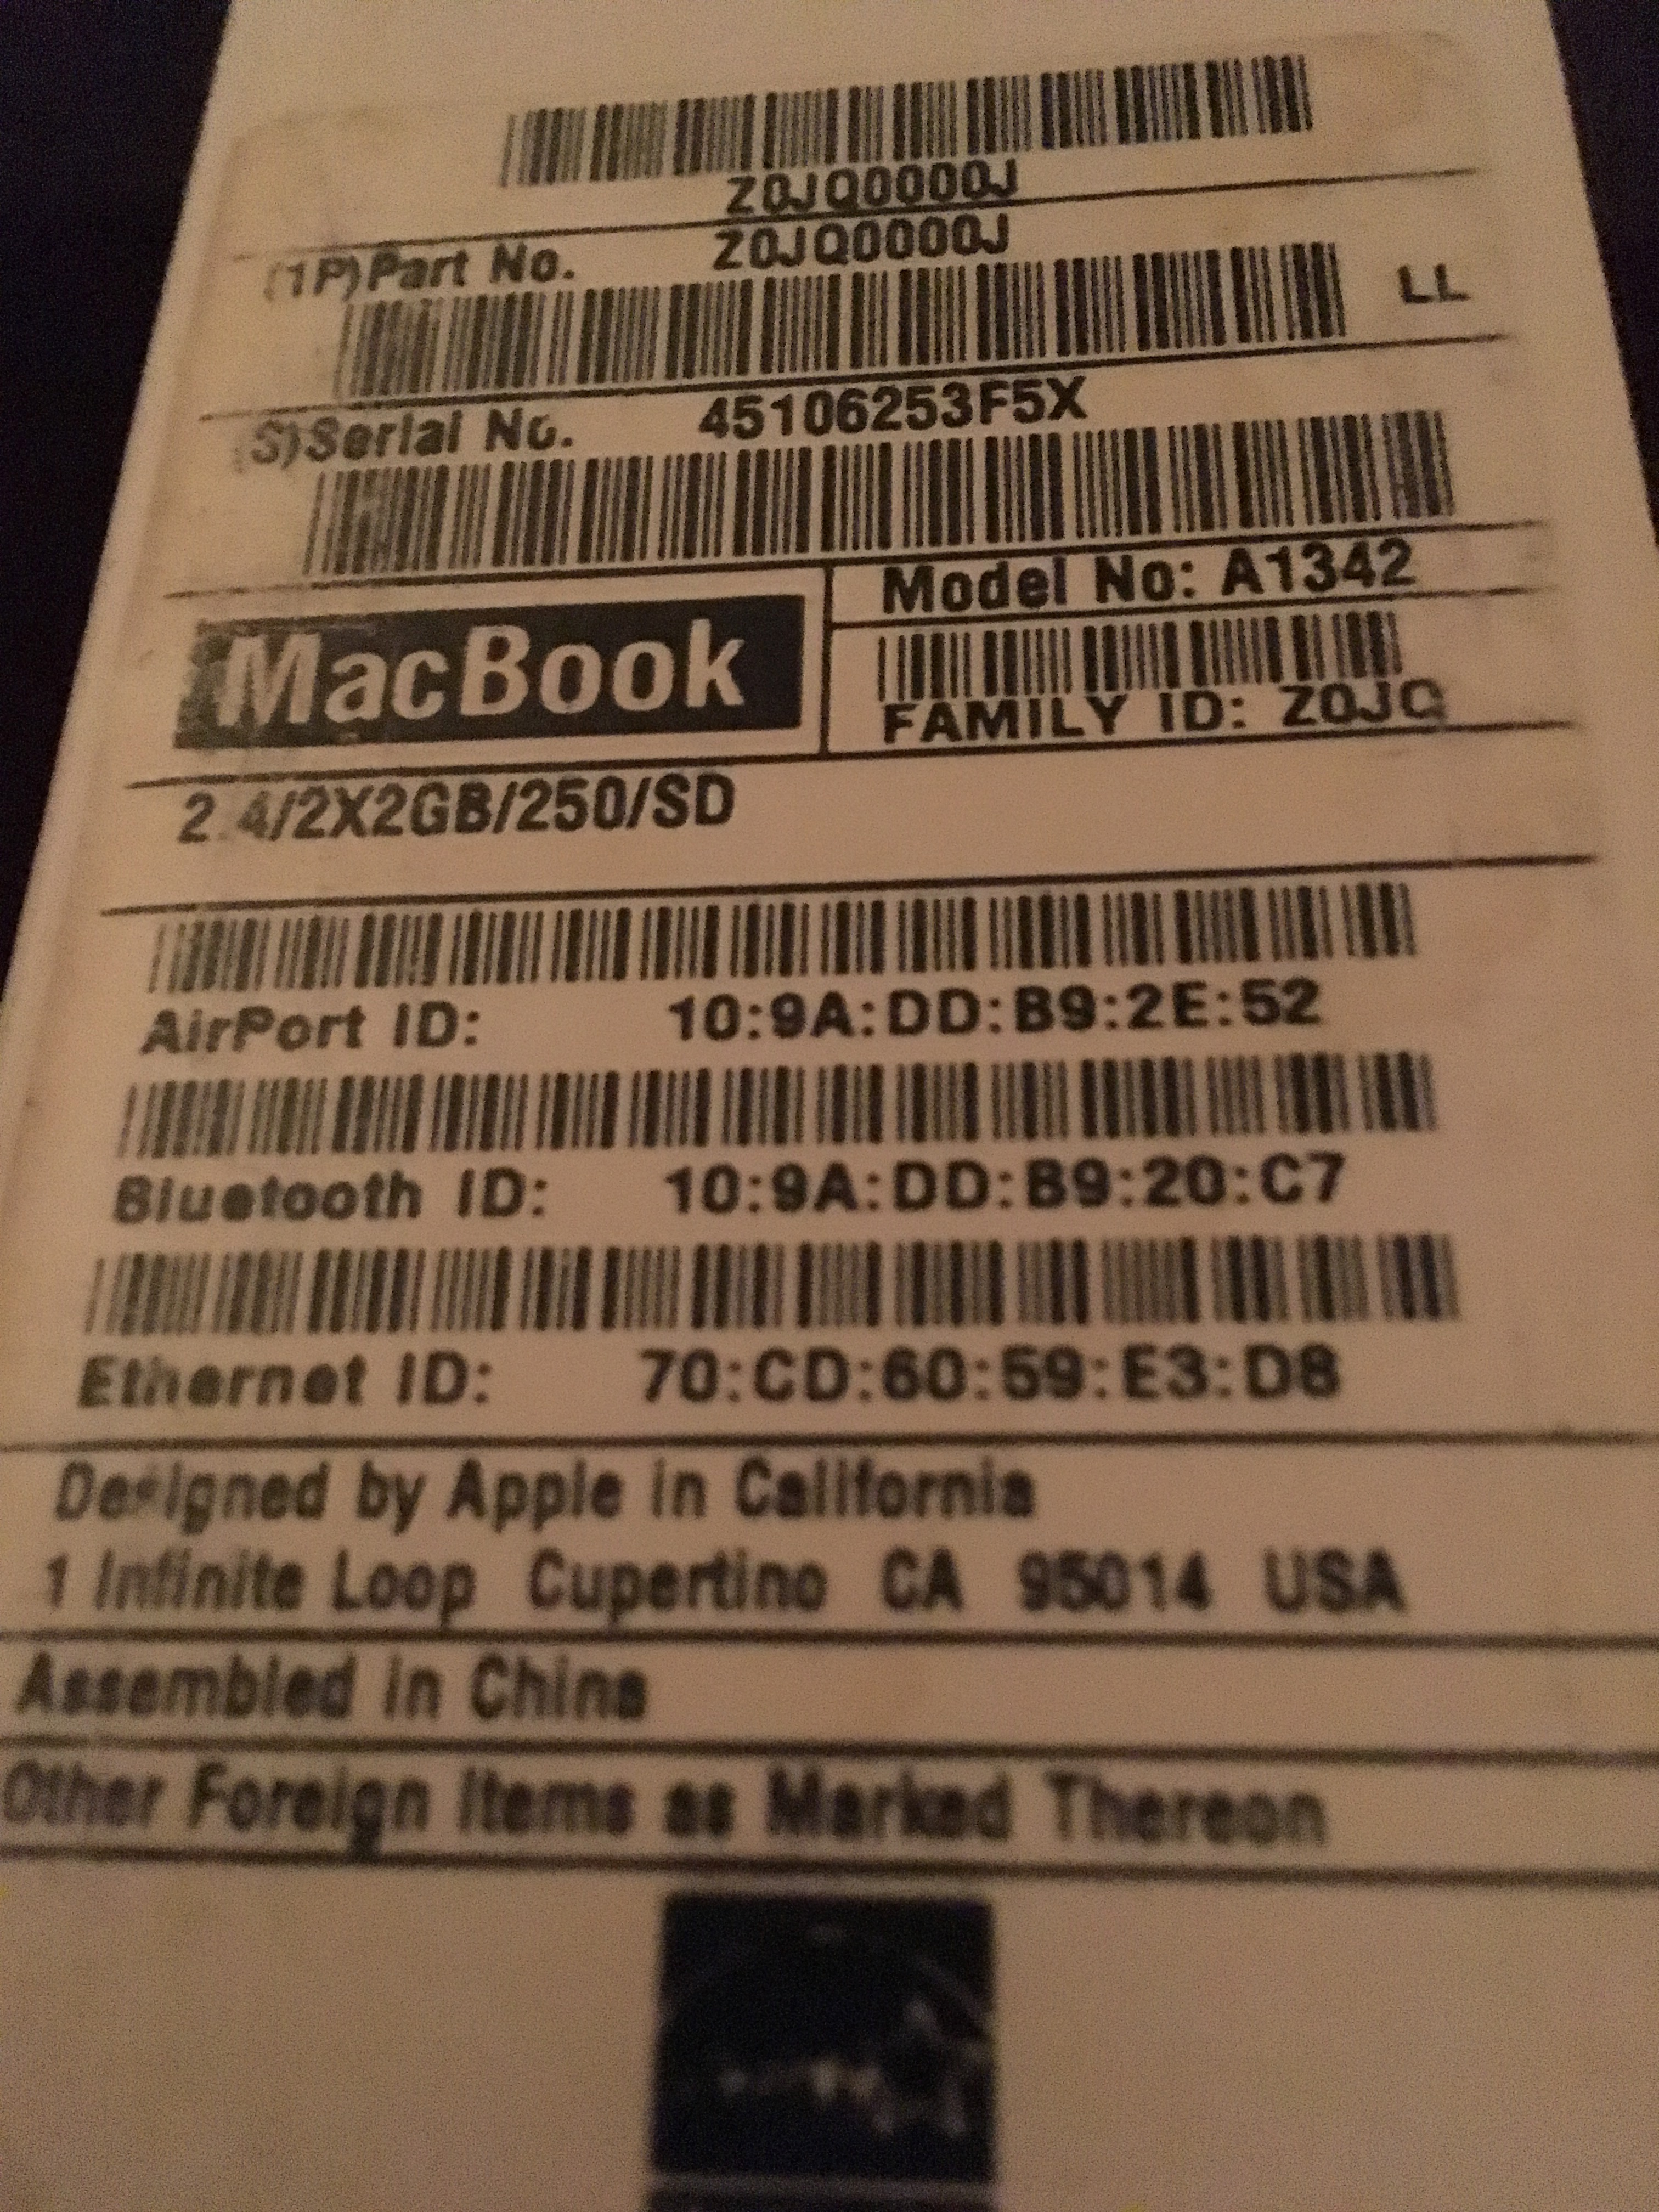 Z0JQ0000J
(1P)Part No. Z0JQ0000J
LL
(S)Serial No. 45106253F5X
MacBook
Model No: A1342
FAMILY ID: Z0JQ
2.4/2X2GB/250/SD
AirPort ID: 10:9A:DD:B9:2E:52
Bluetooth ID: 10:9A:DD:B9:20:C7
Ethernet ID: 70:CD:60:59:E3:D8
Designed by Apple in California
1 Infinite Loop Cupertino CA 95014 USA
Assembled in China
Other Foreign Items as Marked Thereon